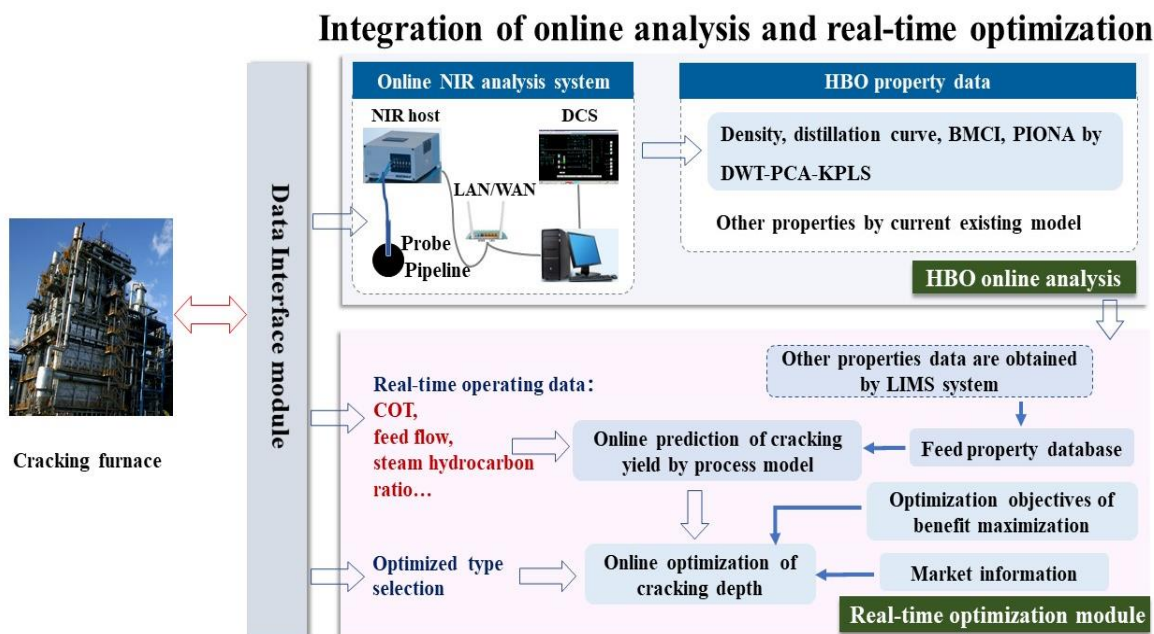 Integration of online analysis and real-time optimization
Online NIR analysis system
NIR host
DCS
LAN/WAN
Probe
Pipeline
HBO property data
Density, distillation curve, BMCI, PIONA by
DWT-PCA-KPLS
Other properties by current existing model
HBO online analysis
Data Interface module
Cracking furnace
Other properties data are obtained
by LIMS system
Real-time operating data:
COT,
feed flow,
steam hydrocarbon
ratio…
Online prediction of cracking
yield by process model
Feed property database
Optimization objectives of
benefit maximization
Optimized type
selection
Online optimization of
cracking depth
Market information
Real-time optimization module